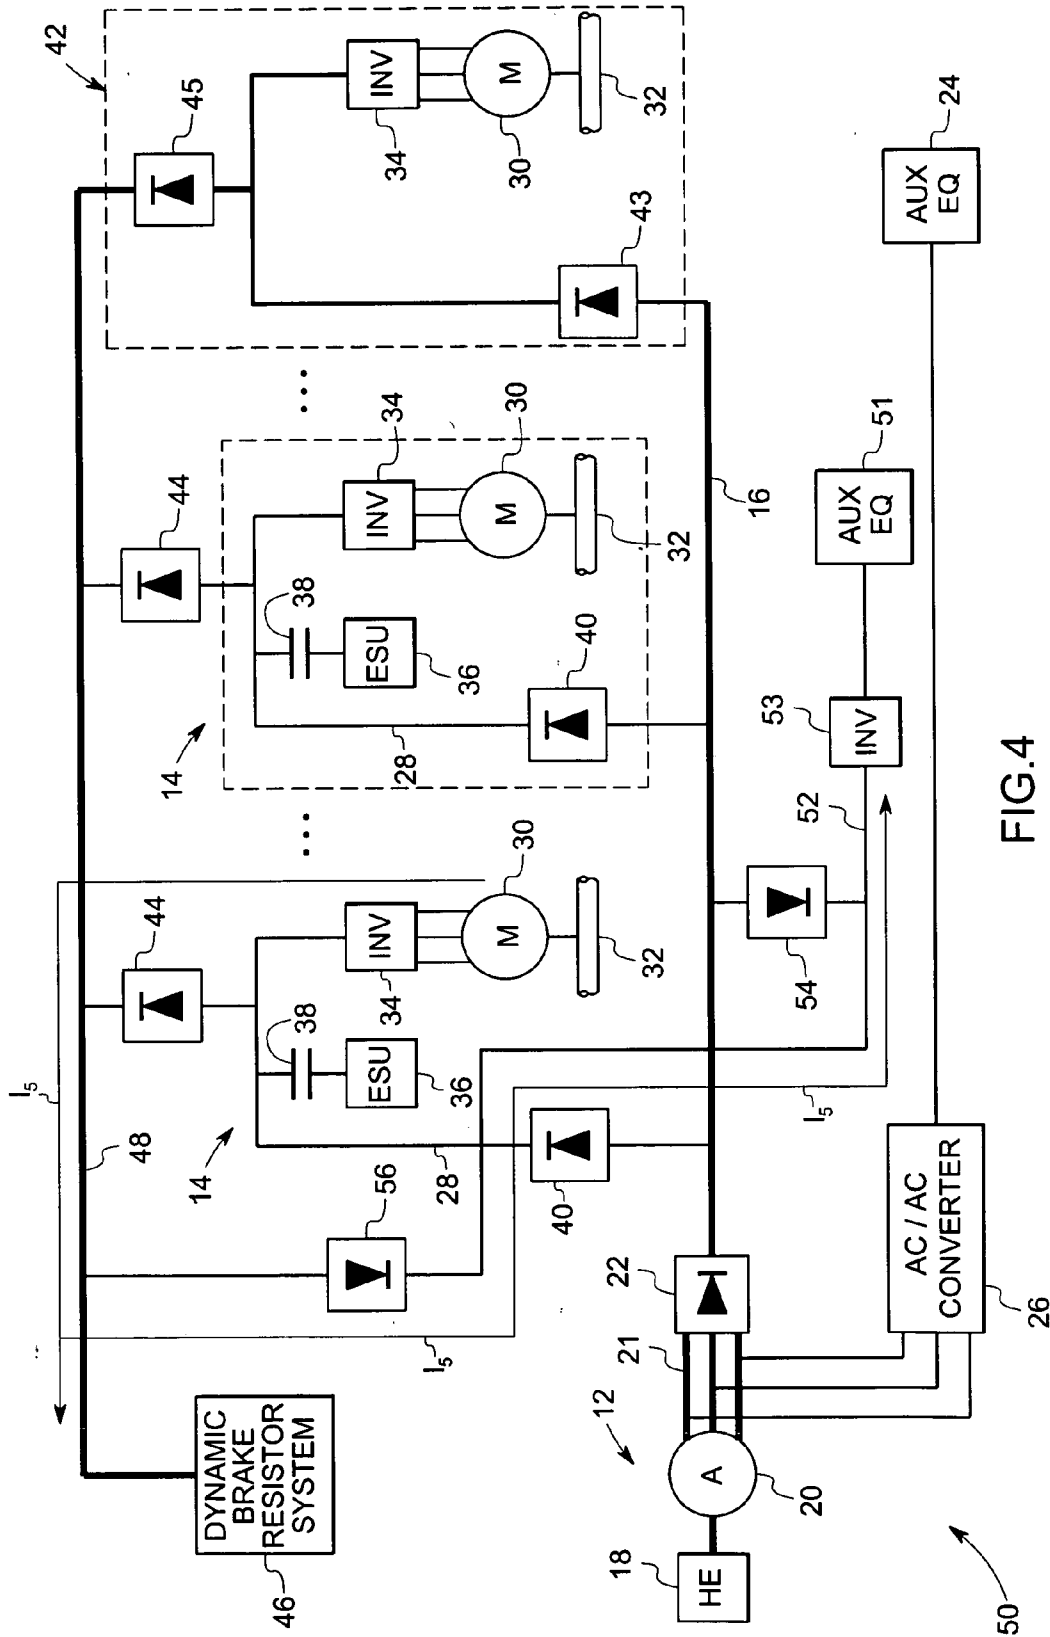 42
45
INV
34
M
30
32
43
24
AUX
EQ
...
44
34
INV
30
M
32
38
ESU
36
40
28
14
16
51
AUX
EQ
53
INV
52
54
...
44
30
INV
34
M
32
38
ESU
36
40
28
14
I5
48
56
I5
I5
22
21
12
A
20
18
HE
AC / AC
CONVERTER
26
DYNAMIC
BRAKE
RESISTOR
SYSTEM
46
50
FIG.4